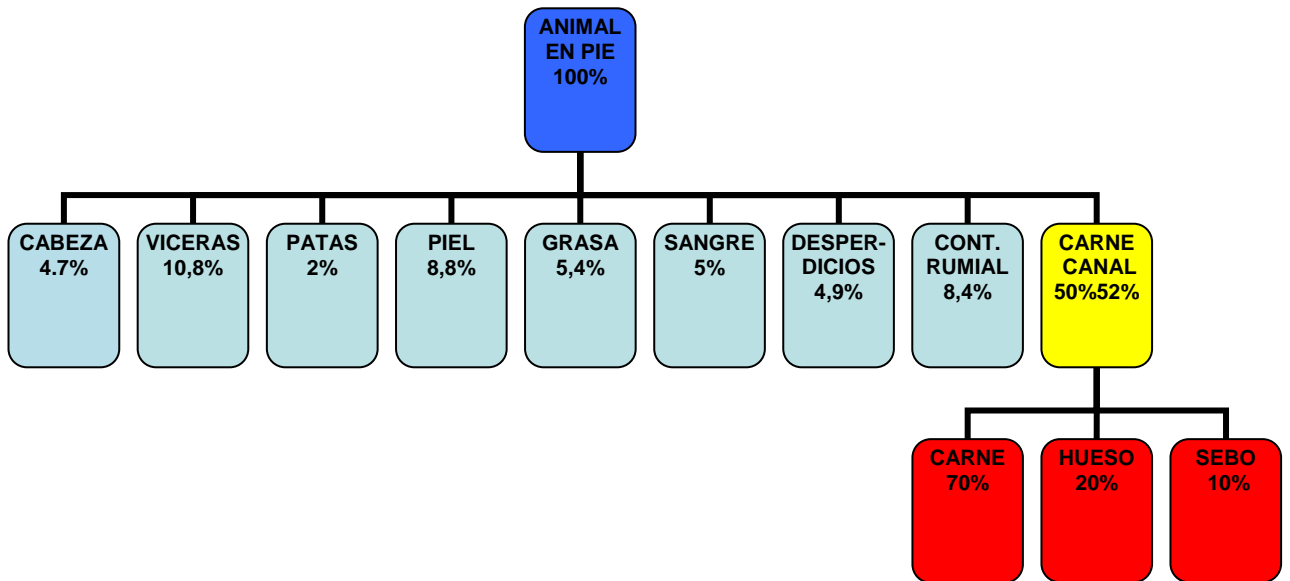 ANIMAL
EN PIE
100%
CABEZA
4.7%
VICERAS
10,8%
PATAS
2%
PIEL
8,8%
GRASA
5,4%
SANGRE
5%
DESPER-
DICIOS
4,9%
CONT.
RUMIAL
8,4%
CARNE
CANAL
50%52%
CARNE
70%
HUESO
20%
SEBO
10%